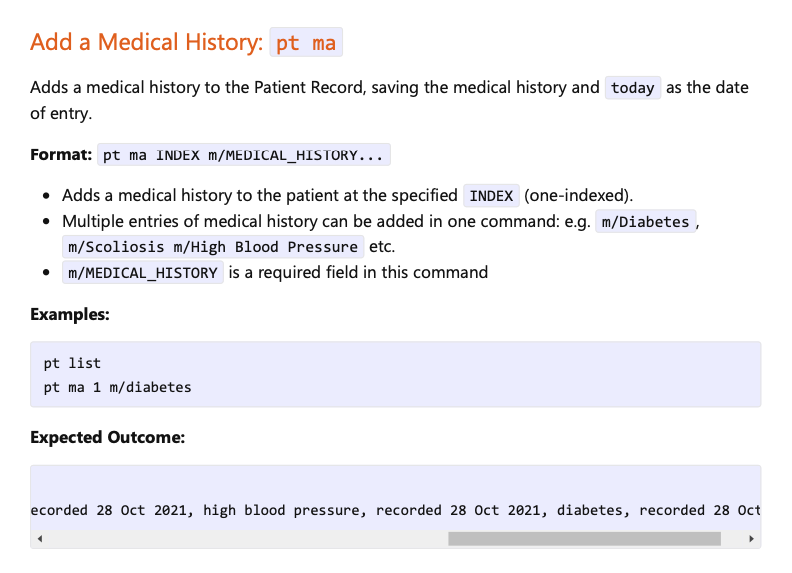 Add a Medical History: pt ma
Adds a medical history to the Patient Record, saving the medical history and today as the date
of entry.
Format: pt ma INDEX m/MEDICAL_HISTORY...
Adds a medical history to the patient at the specified INDEX (one-indexed).
Multiple entries of medical history can be added in one command: e.g. m/Diabetes,
m/Scoliosis m/High Blood Pressure etc.
m/MEDICAL_HISTORY is a required field in this command
Examples:
pt list
pt ma 1 m/diabetes
Expected Outcome:
ecorded 28 Oct 2021, high blood pressure, recorded 28 Oct 2021, diabetes, recorded 28 Oct